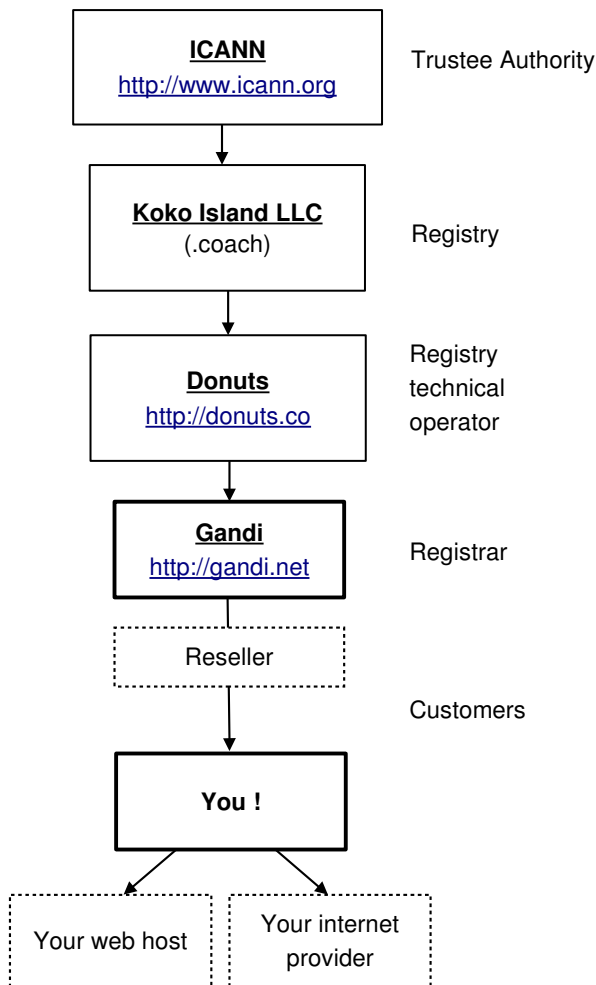 ICANN
http://www.icann.org
Trustee Authority
Koko Island LLC
(.coach)
Registry
Donuts
http://donuts.co
Registry
technical
operator
Gandi
http://gandi.net
Registrar
Reseller
Customers
You !
Your web host
Your internet
provider